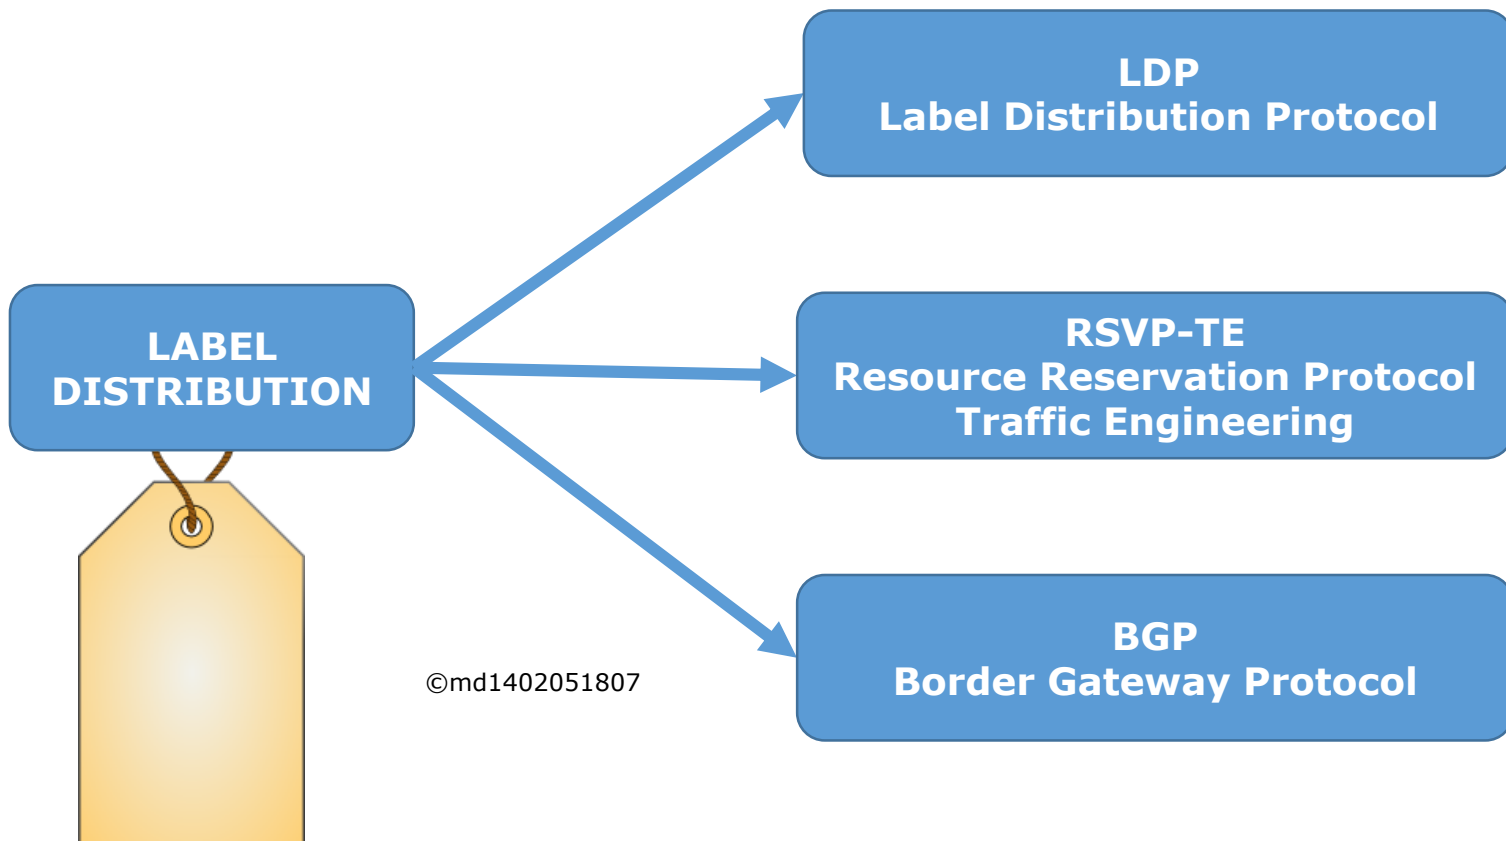 LDP
Label Distribution Protocol
LABEL
DISTRIBUTION
RSVP-TE
Resource Reservation Protocol
Traffic Engineering
BGP
Border Gateway Protocol
©md1402051807